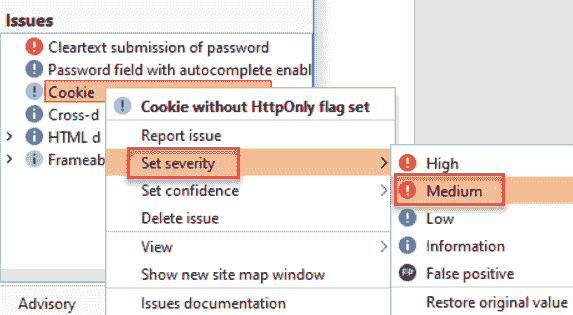 Issues
Cleartext submission of password
Password field with autocomplete enabl
Cookie
Cross-d
HTML d
Frameab
Cookie without HttpOnly flag set
Report issue
Set severity
Set confidence
Delete issue
View
Show new site map window
Issues documentation
High
Medium
Low
Information
FP False positive
Restore original value
Advisory